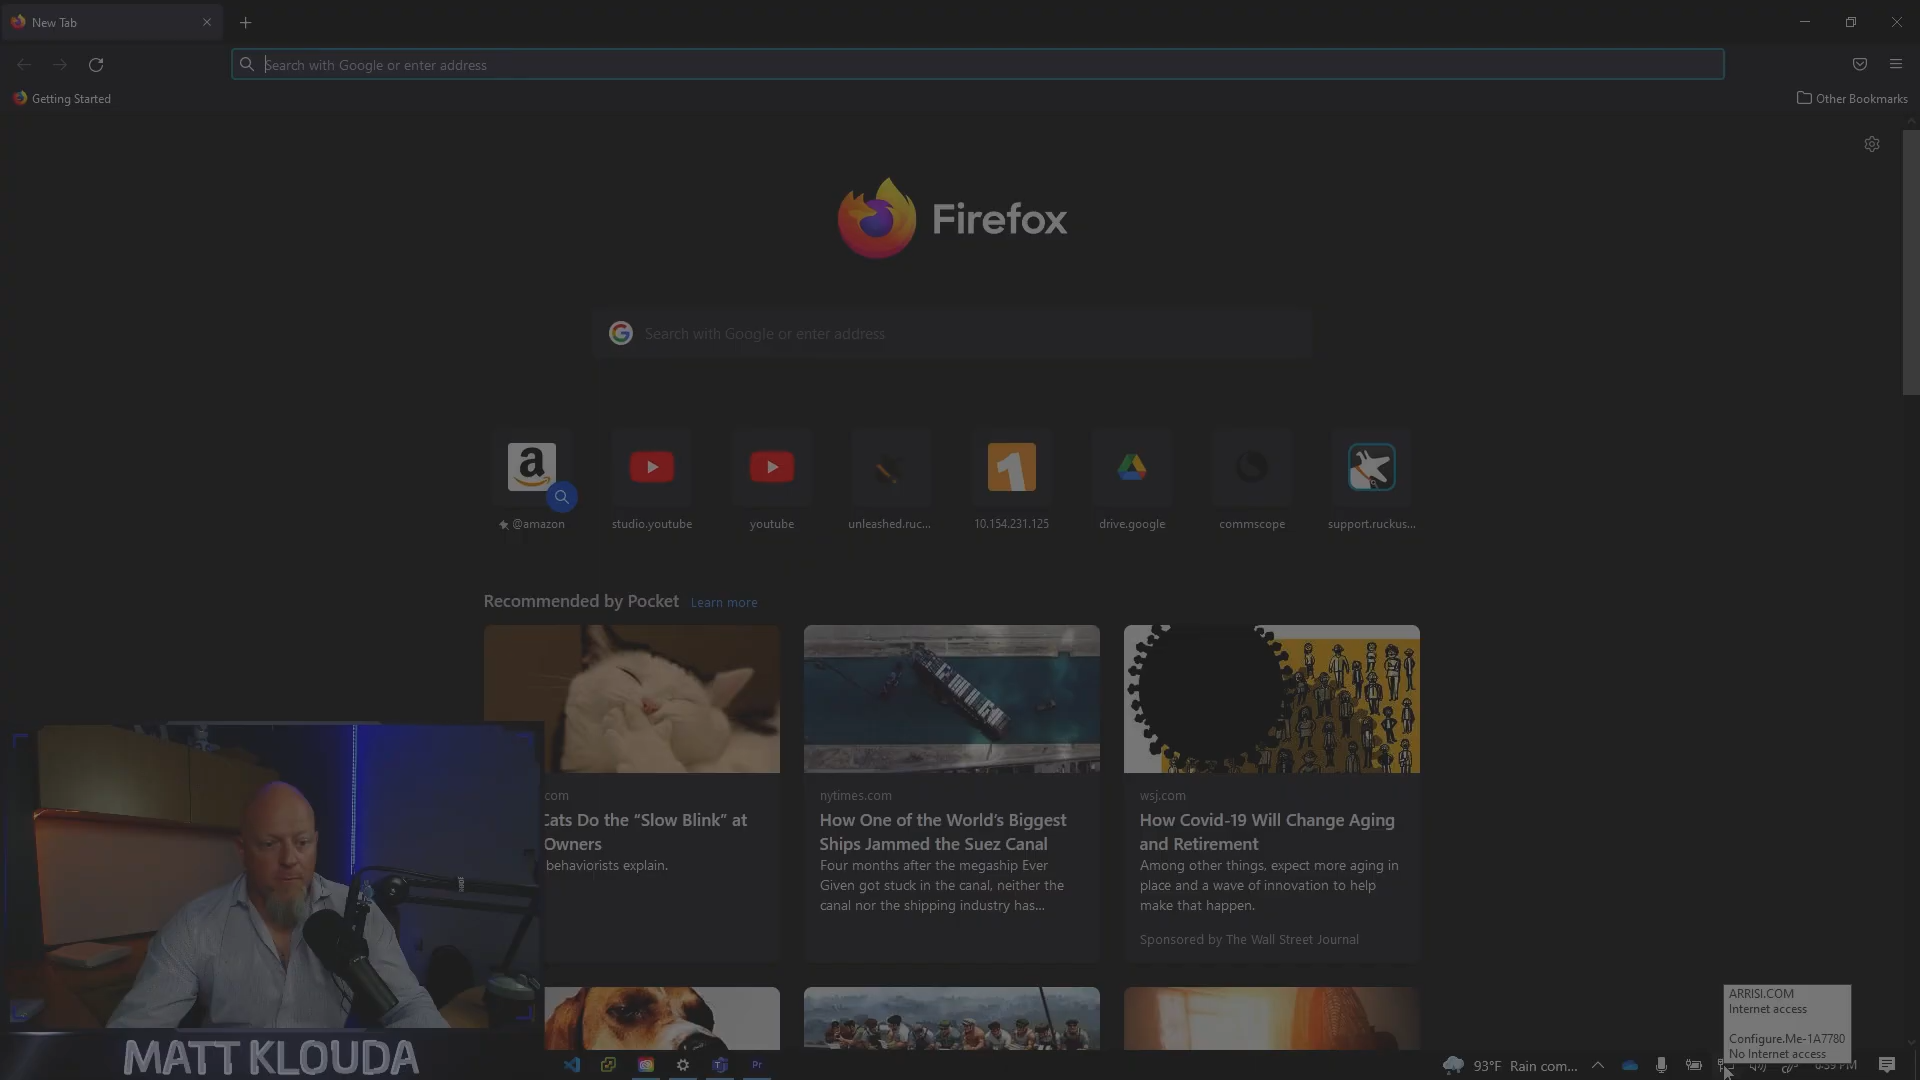 New Tab
Search with Google or enter address
Getting Started
Other Bookmarks
Firefox
Search with Google or enter address
@amazon
studio.youtube
youtube
unleashed.ruc...
10.154.231.125
drive.google
commscope
support.ruckus...
Recommended by Pocket Learn more
com
Cats Do the “Slow Blink” at
Owners
behaviorists explain.
nytimes.com
How One of the World’s Biggest
Ships Jammed the Suez Canal
Four months after the megaship Ever
Given got stuck in the canal, neither the
canal nor the shipping industry has...
wsj.com
How Covid-19 Will Change Aging
and Retirement
Among other things, expect more aging in
place and a wave of innovation to help
make that happen.
Sponsored by The Wall Street Journal
ARRISI.COM
Internet access
Configure.Me-1A7780
No Internet access
MATT KLOUDA
93°F Rain com...